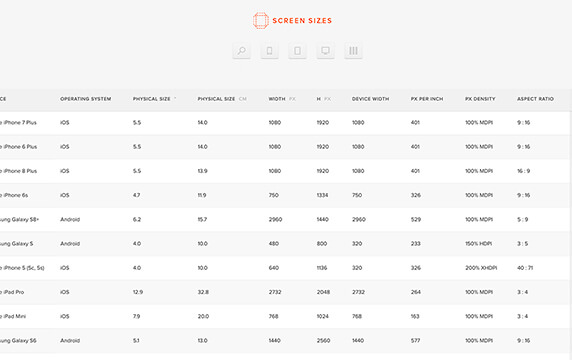 SCREEN SIZES
CE OPERATING SYSTEM PHYSICAL SIZE " PHYSICAL SIZE CM WIDTH PX H PX DEVICE WIDTH PX PER INCH PX DENSITY ASPECT RATIO
e iPhone 7 Plus iOS 5.5 14.0 1080 1920 1080 401 100% MDPI 9 : 16
e iPhone 6 Plus iOS 5.5 14.0 1080 1920 1080 401 100% MDPI 9 : 16
e iPhone 8 Plus iOS 5.5 13.9 1080 1920 1080 401 100% MDPI 16 : 9
e iPhone 6s iOS 4.7 11.9 750 1334 750 326 100% MDPI 9 : 16
ung Galaxy S8+ Android 6.2 15.7 2960 1440 2960 529 100% MDPI 5 : 9
ung Galaxy S Android 4.0 10.0 480 800 320 233 150% HDPI 3 : 5
e iPhone 5 (5c, 5s) iOS 4.0 10.0 640 1136 320 326 200% XHDPI 40 : 71
e iPad Pro iOS 12.9 32.8 2732 2048 2732 264 100% MDPI 3 : 4
e iPad Mini iOS 7.9 20.0 768 1024 768 163 100% MDPI 3 : 4
ung Galaxy S6 Android 5.1 13.0 1440 2560 1440 577 100% MDPI 9 : 16